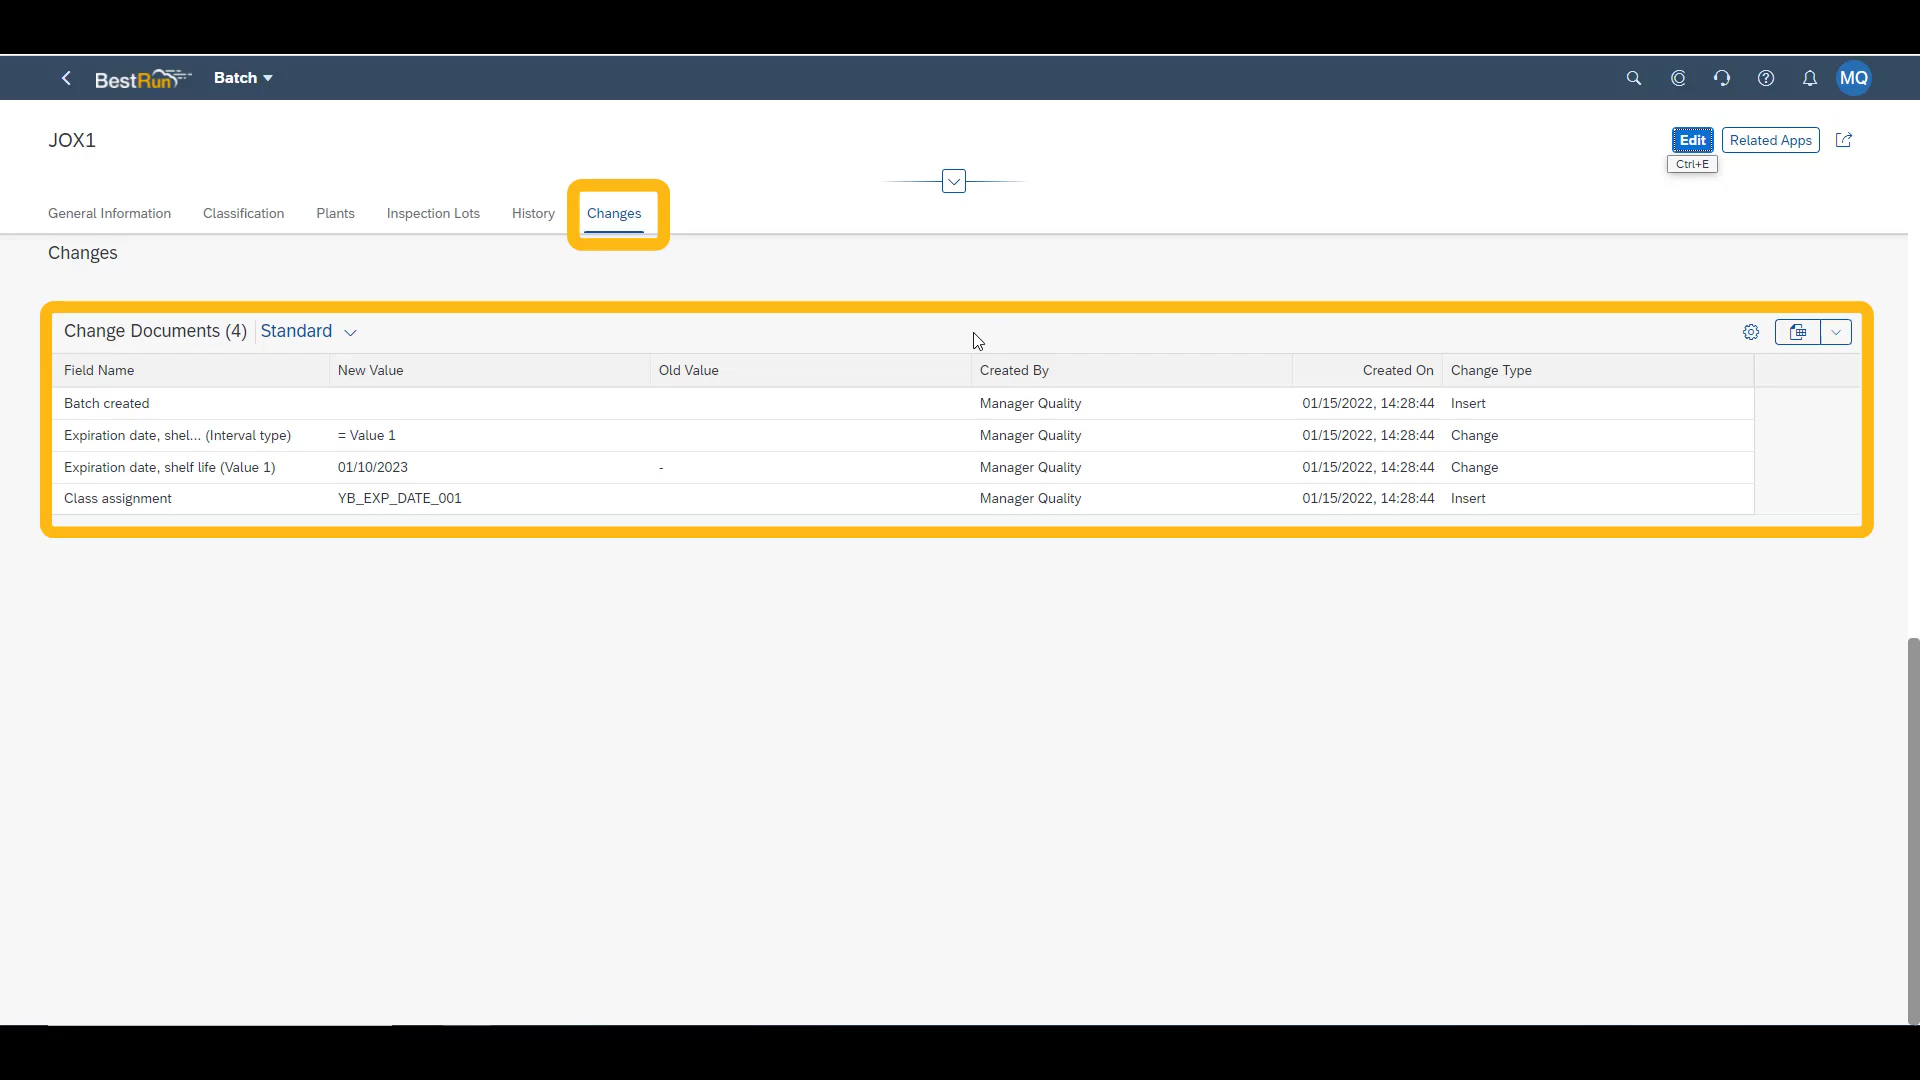 BestRun Batch MQ
JOX1 Edit Related Apps
Ctrl+E
General Information Classification Plants Inspection Lots History Changes
Changes
Change Documents (4) Standard
Field Name New Value Old Value Created By Created On Change Type
Batch created Manager Quality 01/15/2022, 14:28:44 Insert
Expiration date, shel... (Interval type) = Value 1 Manager Quality 01/15/2022, 14:28:44 Change
Expiration date, shelf life (Value 1) 01/10/2023 - Manager Quality 01/15/2022, 14:28:44 Change
Class assignment YB_EXP_DATE_001 Manager Quality 01/15/2022, 14:28:44 Insert